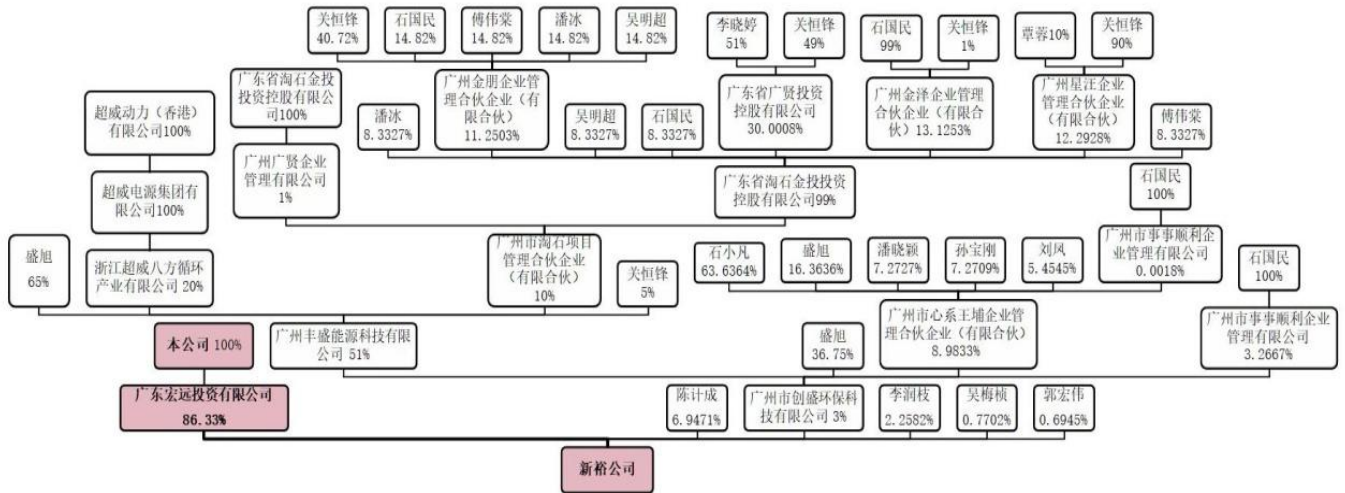 关恒锋
40.72%
石国民
14.82%
傅伟棠
14.82%
潘冰
14.82%
吴明超
14.82%
李晓婷
51%
关恒锋
49%
石国民
99%
关恒锋
1%
覃蓉10%
关恒锋
90%
超威动力（香港）
有限公司100%
广东省淘石金投
投资控股有限公
司100%
广州金朋企业管
理合伙企业（有
限合伙）
11.2503%
潘冰
8.3327%
吴明超
8.3327%
石国民
8.3327%
广东省广贤投资
控股有限公司
30.0008%
广州金泽企业管理
合伙企业（有限合
伙）13.1253%
广州星汪企业
管理合伙企业
（有限合伙）
12.2928%
傅伟棠
8.3327%
超威电源集团有
限公司100%
广州广贤企业
管理有限公司
1%
广东省淘石金投投资
控股有限公司99%
石国民
100%
盛旭
65%
浙江超威八方循环
产业有限公司 20%
广州市淘石项目
管理合伙企业
（有限合伙）
10%
关恒锋
5%
石小凡
63.6364%
盛旭
16.3636%
潘晓颖
7.2727%
孙宝刚
7.2709%
刘凤
5.4545%
广州市事事顺利企
业管理有限公司
0.0018%
石国民
100%
本公司 100%
广州丰盛能源科技有限
公司 51%
盛旭
36.75%
广州市心系王埔企业管
理合伙企业（有限合伙）
8.9833%
广州市事事顺利企业
管理有限公司
3.2667%
广东宏远投资有限公司
86.33%
陈计成
6.9471%
广州市创盛环保科
技有限公司 3%
李润枝
2.2582%
吴梅桢
0.7702%
郭宏伟
0.6945%
新裕公司